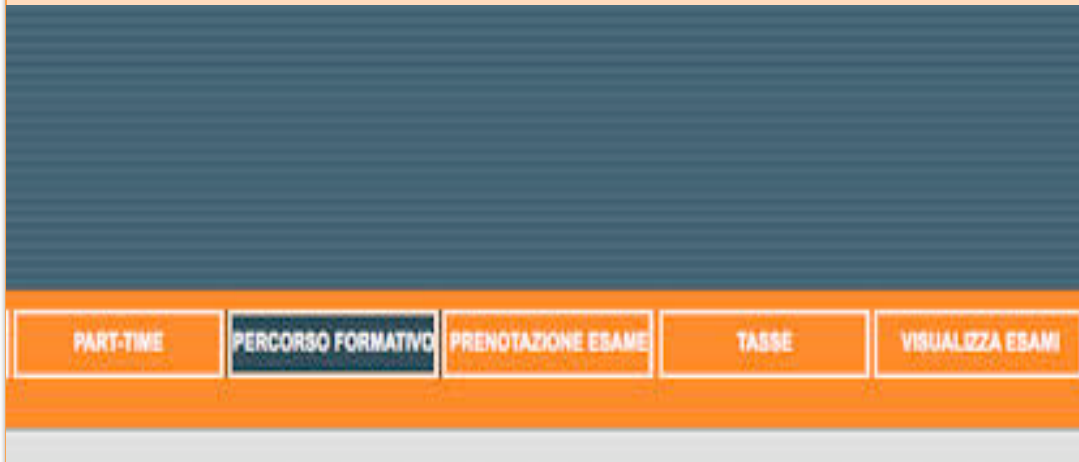 PART-TIME
PERCORSO FORMATIVO
PRENOTAZIONE ESAME
TASSE
VISUALIZZA ESAMI